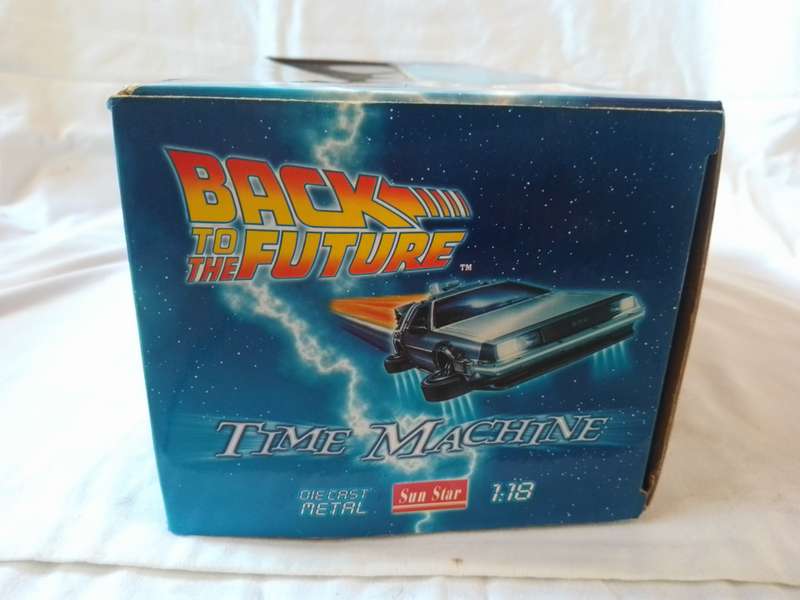 BACK
TO THE FUTURE ™
TIME MACHINE
DIE CAST METAL
Sun Star
1:18